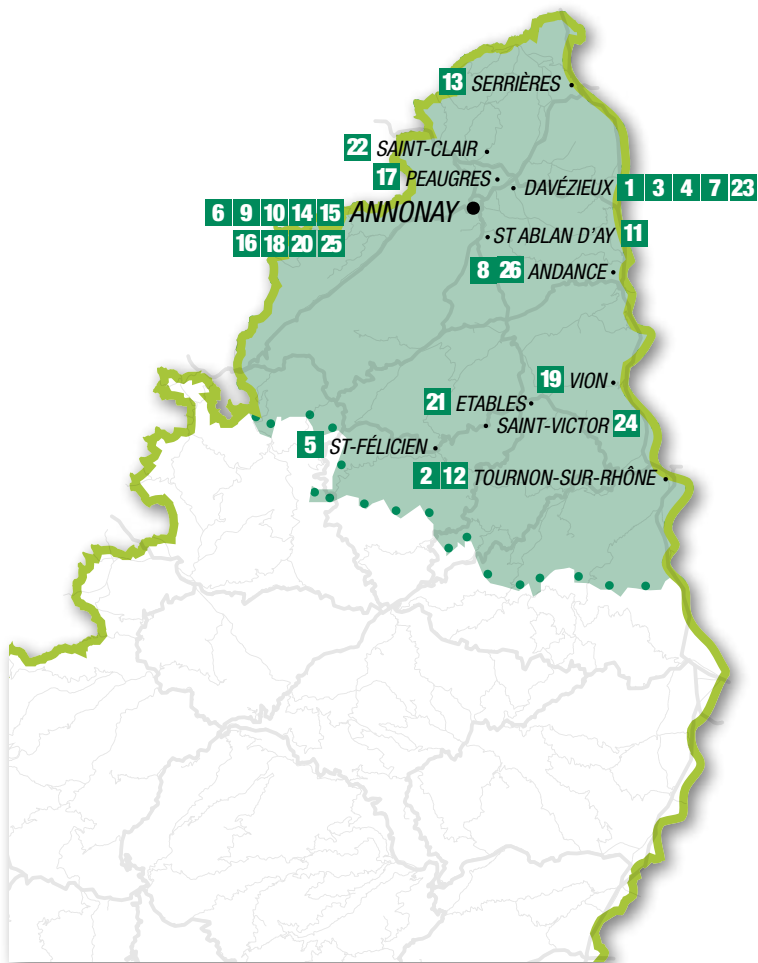 13 SERRIÈRES
22 SAINT-CLAIR
17 PEAUGRES
DAVÉZIEUX 1 3 4 7 23
6 9 10 14 15 ANNONAY
16 18 20 25
ST ABLAN D'AY 11
8 26 ANDANCE
19 VION
21 ETABLES
SAINT-VICTOR 24
5 ST-FÉLICIEN
2 12 TOURNON-SUR-RHÔNE